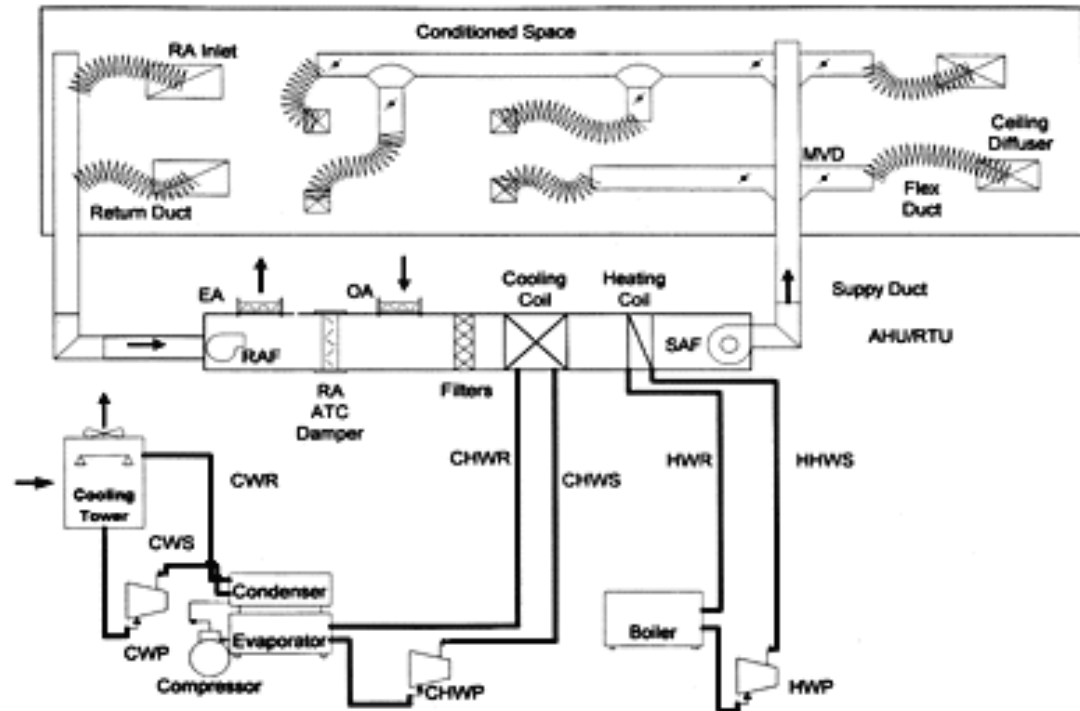 Conditioned Space
RA Inlet
Ceiling
Diffuser
MVD
Return Duct
Flex
Duct
EA
OA
Cooling
Coil
Heating
Coil
Suppy Duct
AHU/RTU
RAF
SAF
RA
ATC
Damper
Filters
CHWR
CHWS
HWR
HHWS
CWR
Cooling
Tower
CWS
Condenser
Evaporator
Boiler
CWP
Compressor
CHWP
HWP